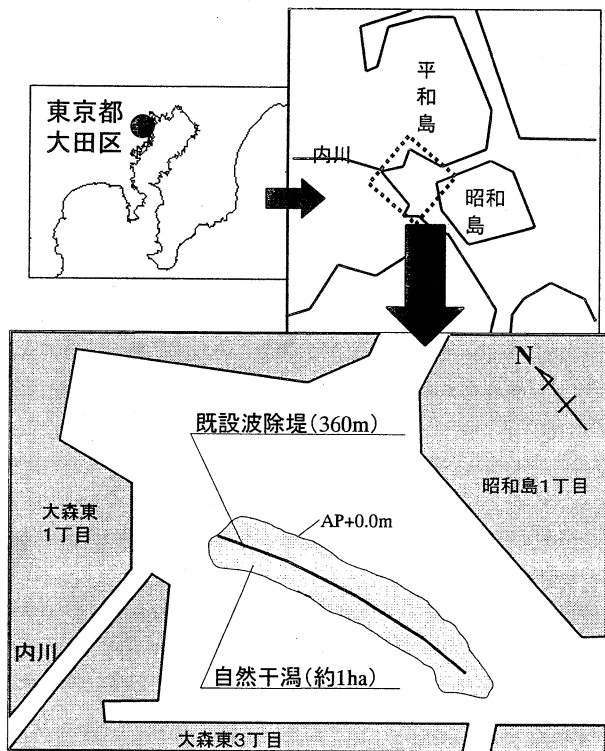 東京都
大田区
平和島
内川
昭和
島
N
既設波除堤(360m)
昭和島1丁目
大森東
1丁目
AP+0.0m
内川
自然干潟(約1ha)
大森東3丁目